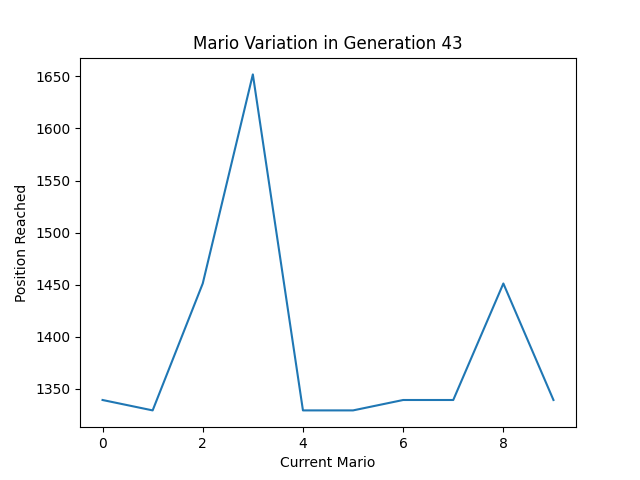 Mario Variation in Generation 43
1650
1600
1550
1500
1450
1400
1350
Position Reached
0 2 4 6 8
Current Mario